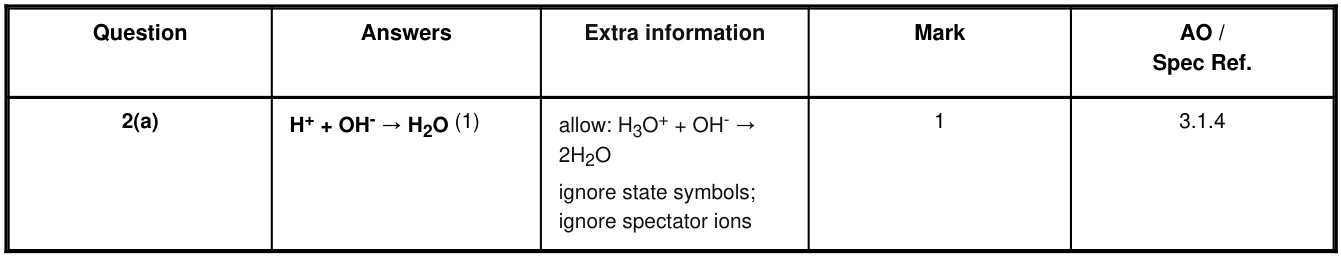 Question Answers Extra information Mark AO /
Spec Ref.
2(a) H⁺ + OH⁻ → H₂O (1) allow: H₃O⁺ + OH⁻ → 1 3.1.4
2H₂O
ignore state symbols;
ignore spectator ions